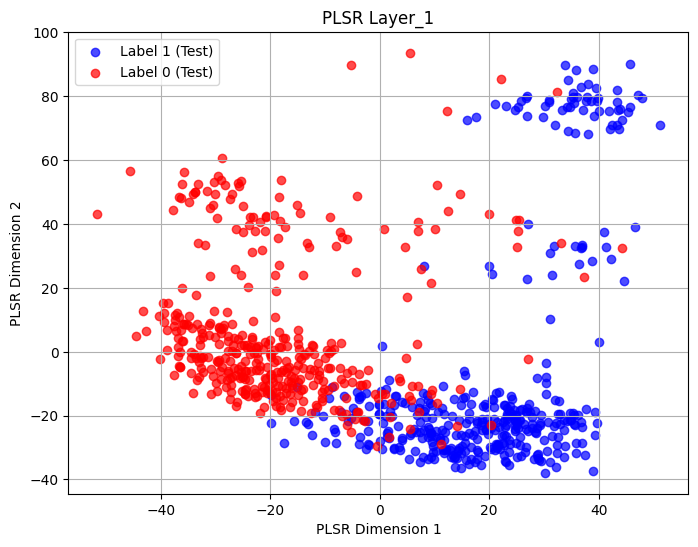 PLSR Layer_1
Label 1 (Test)
Label 0 (Test)
100
80
60
40
20
0
−20
−40
PLSR Dimension 2
−40
−20
0
20
40
PLSR Dimension 1